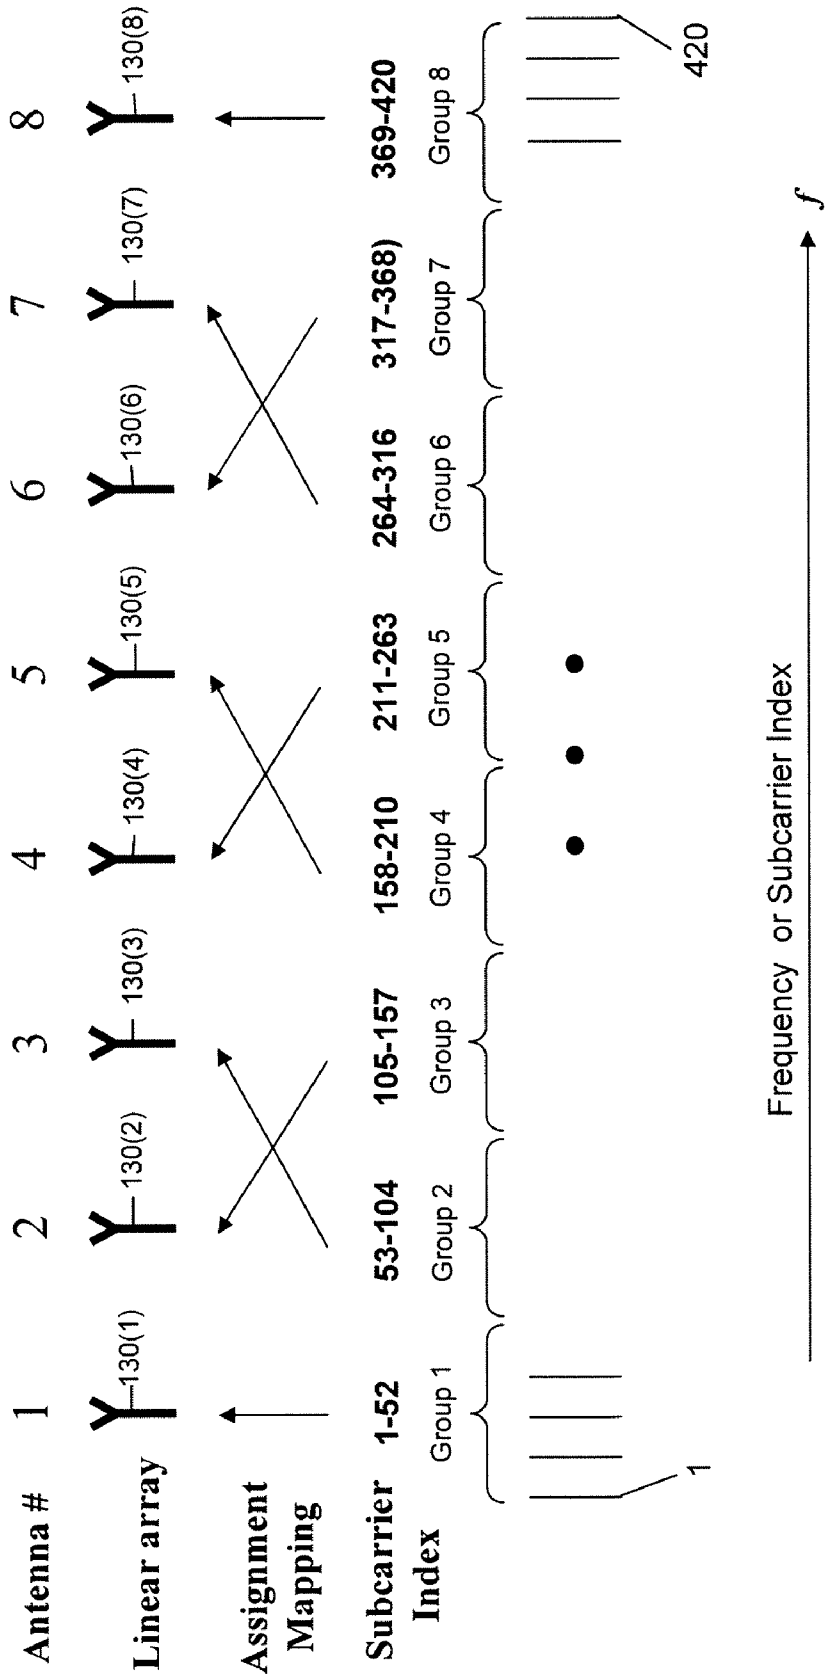 Antenna # 1 2 3 4 5 6 7 8
Linear array 130(1) 130(2) 130(3) 130(4) 130(5) 130(6) 130(7) 130(8)
Assignment
Mapping
Subcarrier
Index
1-52 53-104 105-157 158-210 211-263 264-316 317-368) 369-420
Group 1 Group 2 Group 3 Group 4 Group 5 Group 6 Group 7 Group 8
1 420
Frequency or Subcarrier Index
f